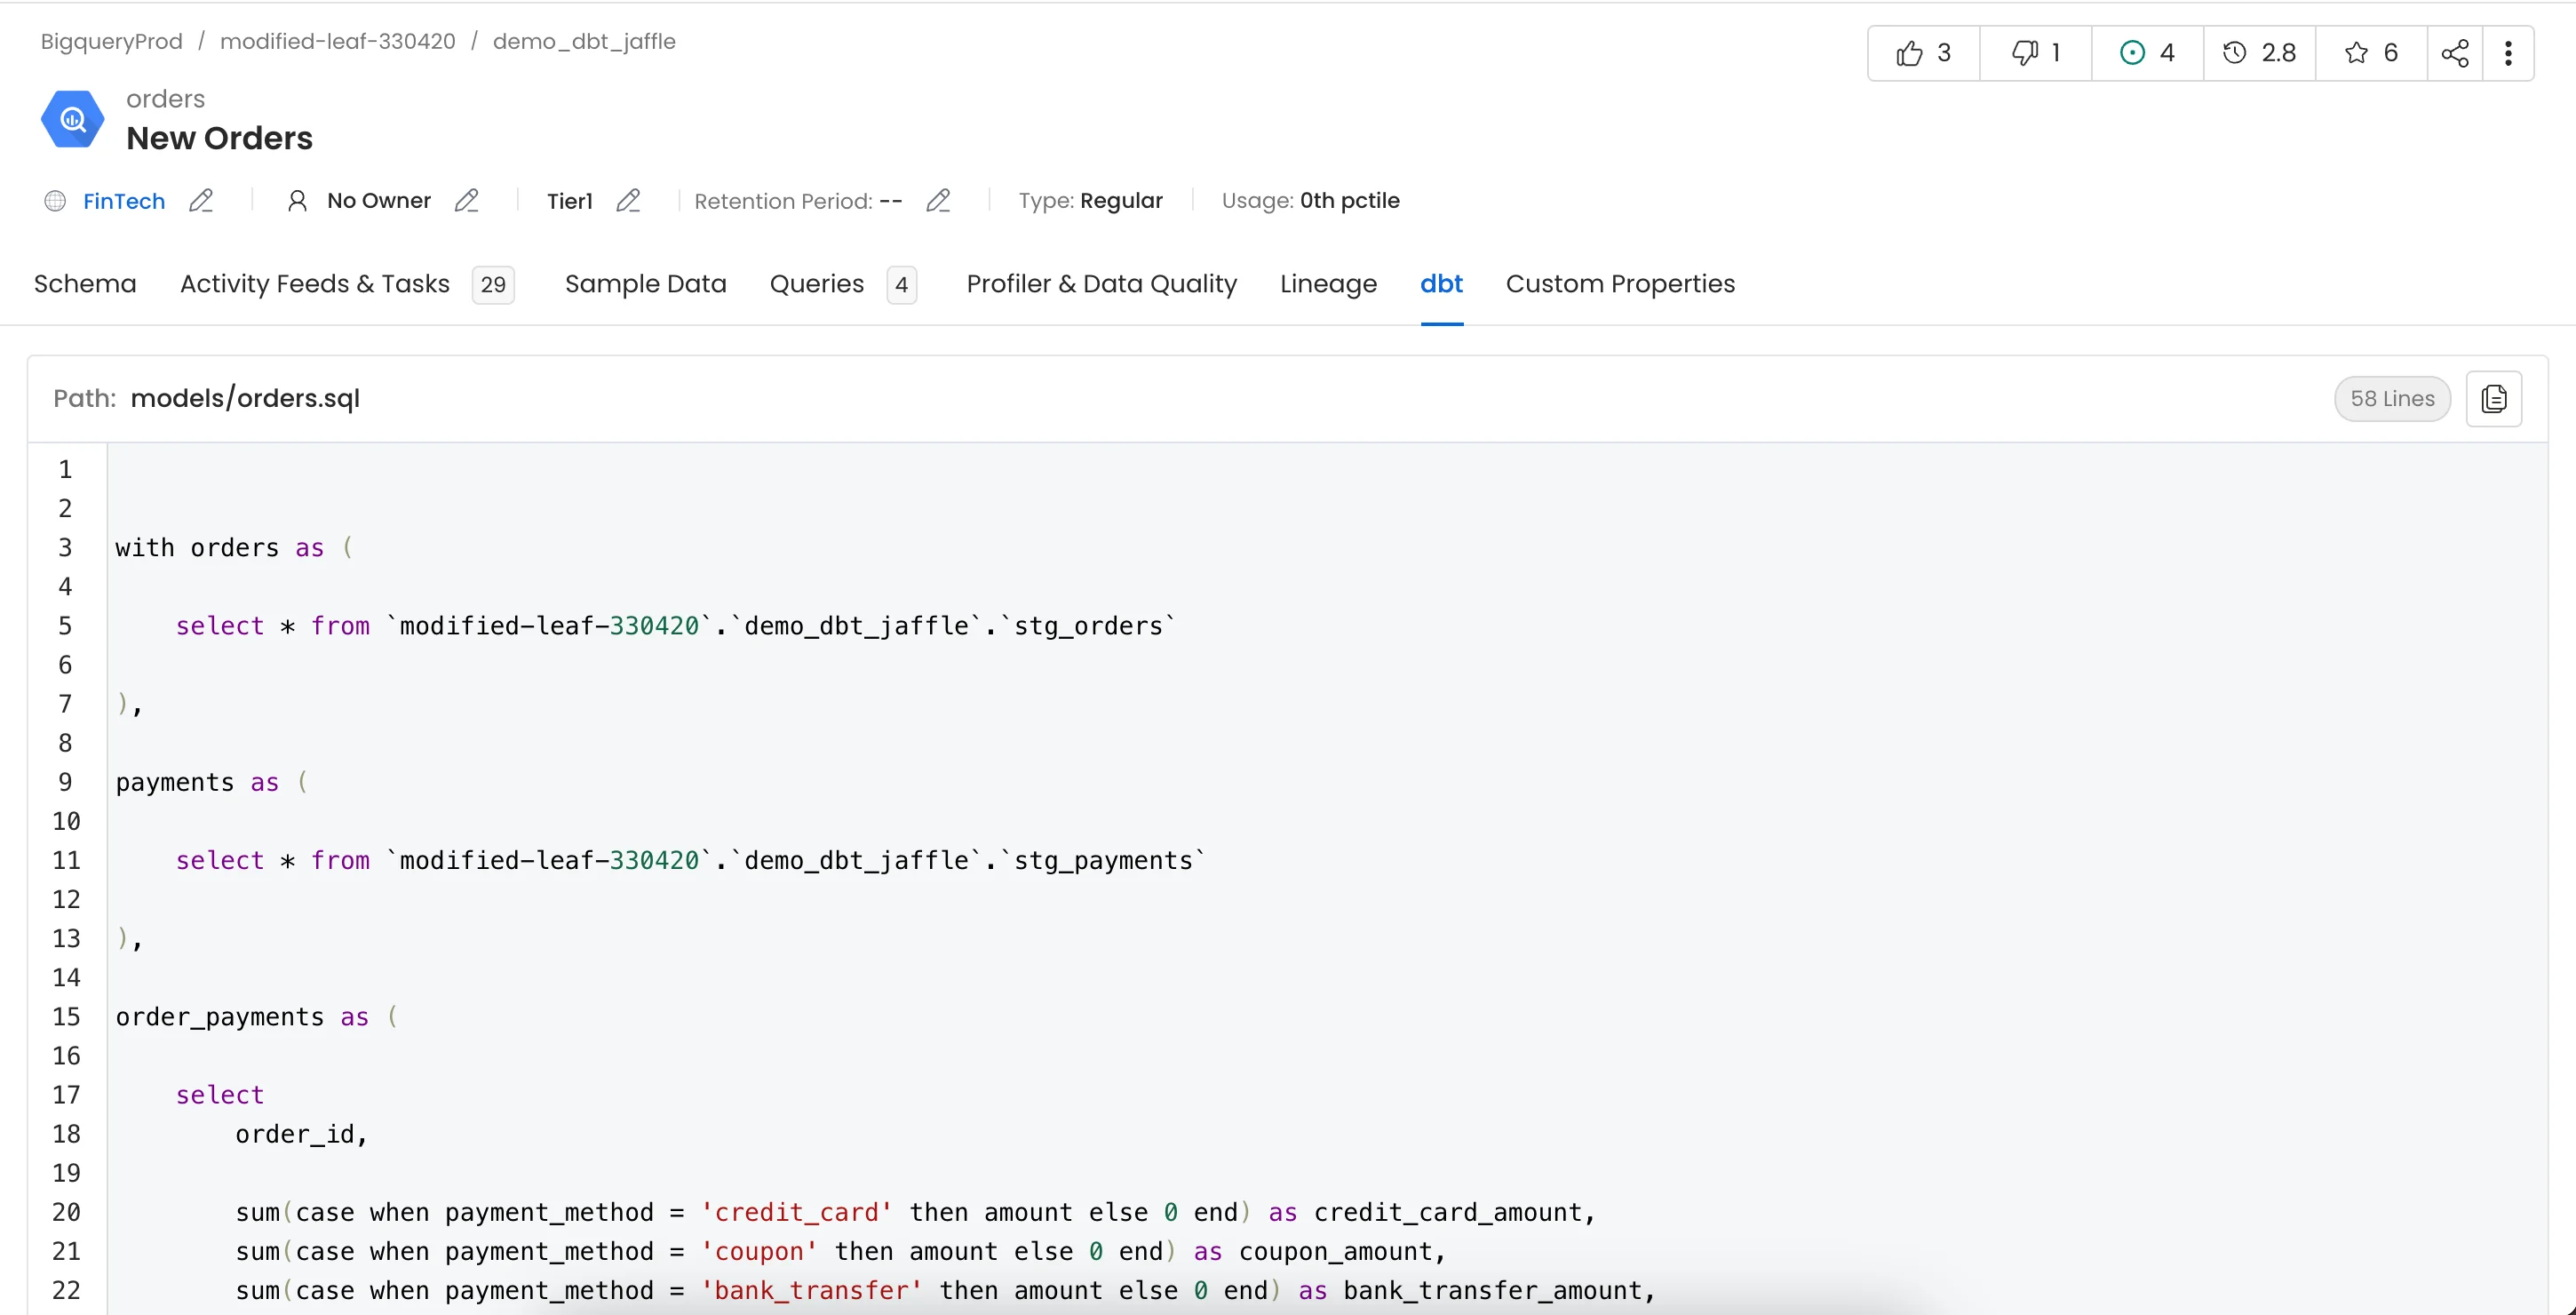 BigqueryProd / modified-leaf-330420 / demo_dbt_jaffle
3 1 4 2.8 6
orders
New Orders
FinTech No Owner Tier1 Retention Period: -- Type: Regular Usage: 0th pctile
Schema Activity Feeds & Tasks 29 Sample Data Queries 4 Profiler & Data Quality Lineage dbt Custom Properties
Path: models/orders.sql 58 Lines
1
2
3 with orders as (
4
5     select * from `modified-leaf-330420`.`demo_dbt_jaffle`.`stg_orders`
6
7 ),
8
9 payments as (
10
11     select * from `modified-leaf-330420`.`demo_dbt_jaffle`.`stg_payments`
12
13 ),
14
15 order_payments as (
16
17     select
18         order_id,
19
20         sum(case when payment_method = 'credit_card' then amount else 0 end) as credit_card_amount,
21         sum(case when payment_method = 'coupon' then amount else 0 end) as coupon_amount,
22         sum(case when payment_method = 'bank_transfer' then amount else 0 end) as bank_transfer_amount,